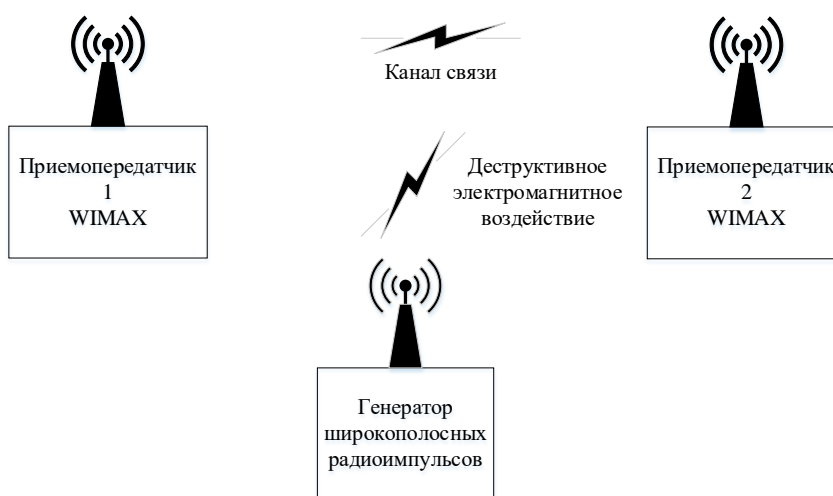 Канал связи
Приемопередатчик
1
WIMAX
Деструктивное
электромагнитное
воздействие
Приемопередатчик
2
WIMAX
Генератор
широкополосных
радиоимпульсов